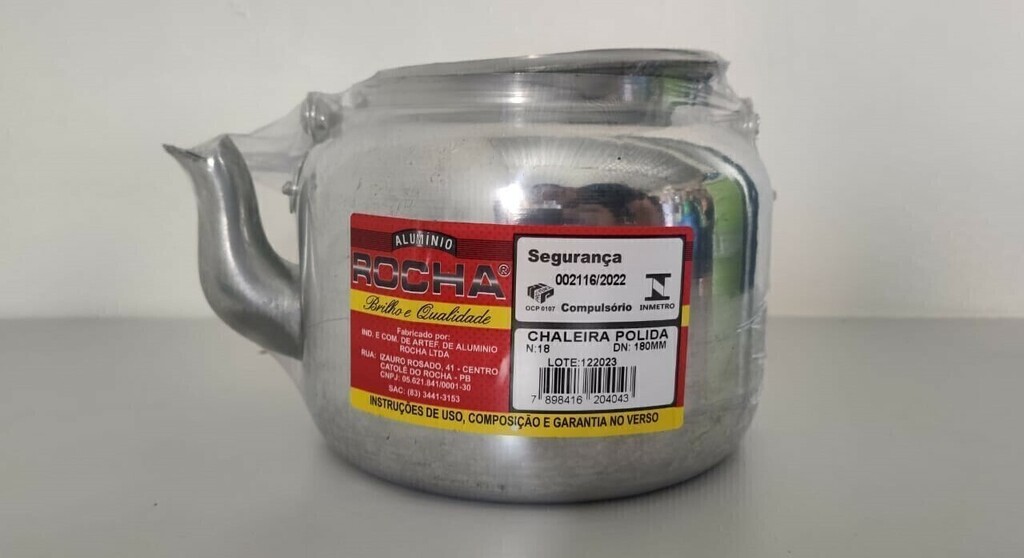 ALUMÍNIO
ROCHA®
Brilho e Qualidade
Fabricado por:
IND. E COM. DE ARTEF. DE ALUMINIO
ROCHA LTDA
RUA: IZAURO ROSADO, 41 - CENTRO
CATOLÉ DO ROCHA - PB
CNPJ: 05.621.841/0001-30
SAC: (83) 3441-3153
Segurança
002116/2022
OCP 0107
Compulsório
INMETRO
CHALEIRA POLIDA
N:18 DN: 180MM
LOTE:122023
7 898416 204043
INSTRUÇÕES DE USO, COMPOSIÇÃO E GARANTIA NO VERSO